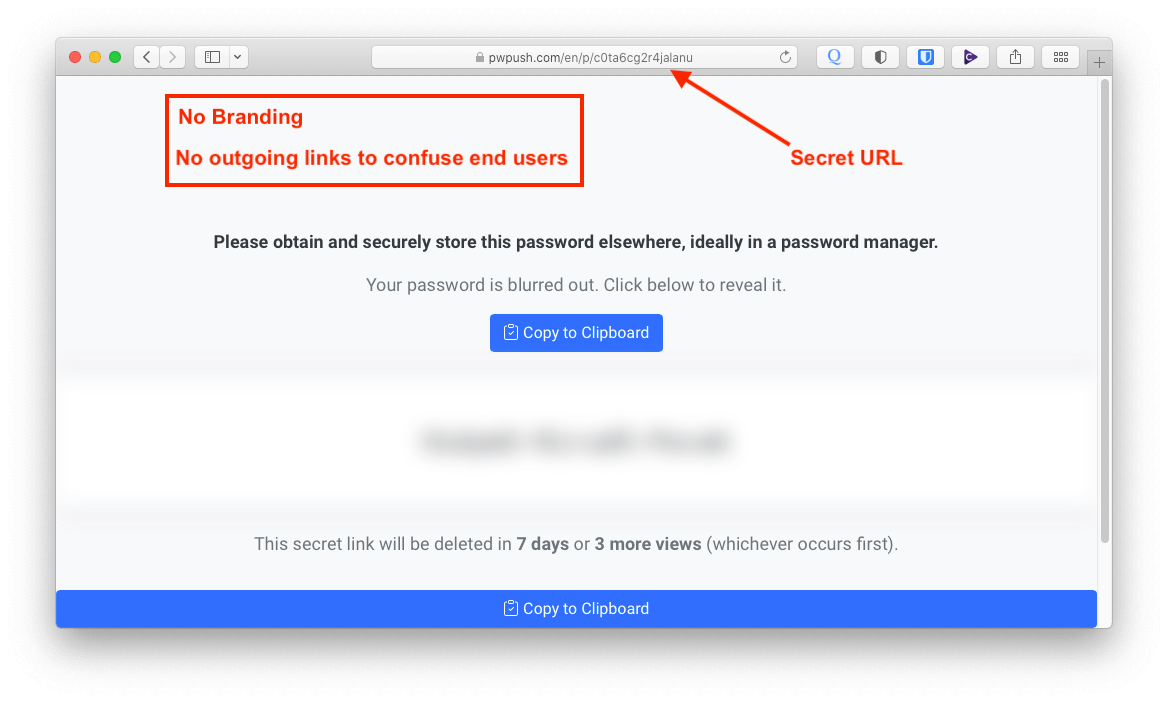 pwpush.com/en/p/c0ta6cg2r4jalanu
No Branding
No outgoing links to confuse end users
Secret URL
Please obtain and securely store this password elsewhere, ideally in a password manager.
Your password is blurred out. Click below to reveal it.
Copy to Clipboard
This secret link will be deleted in 7 days or 3 more views (whichever occurs first).
Copy to Clipboard